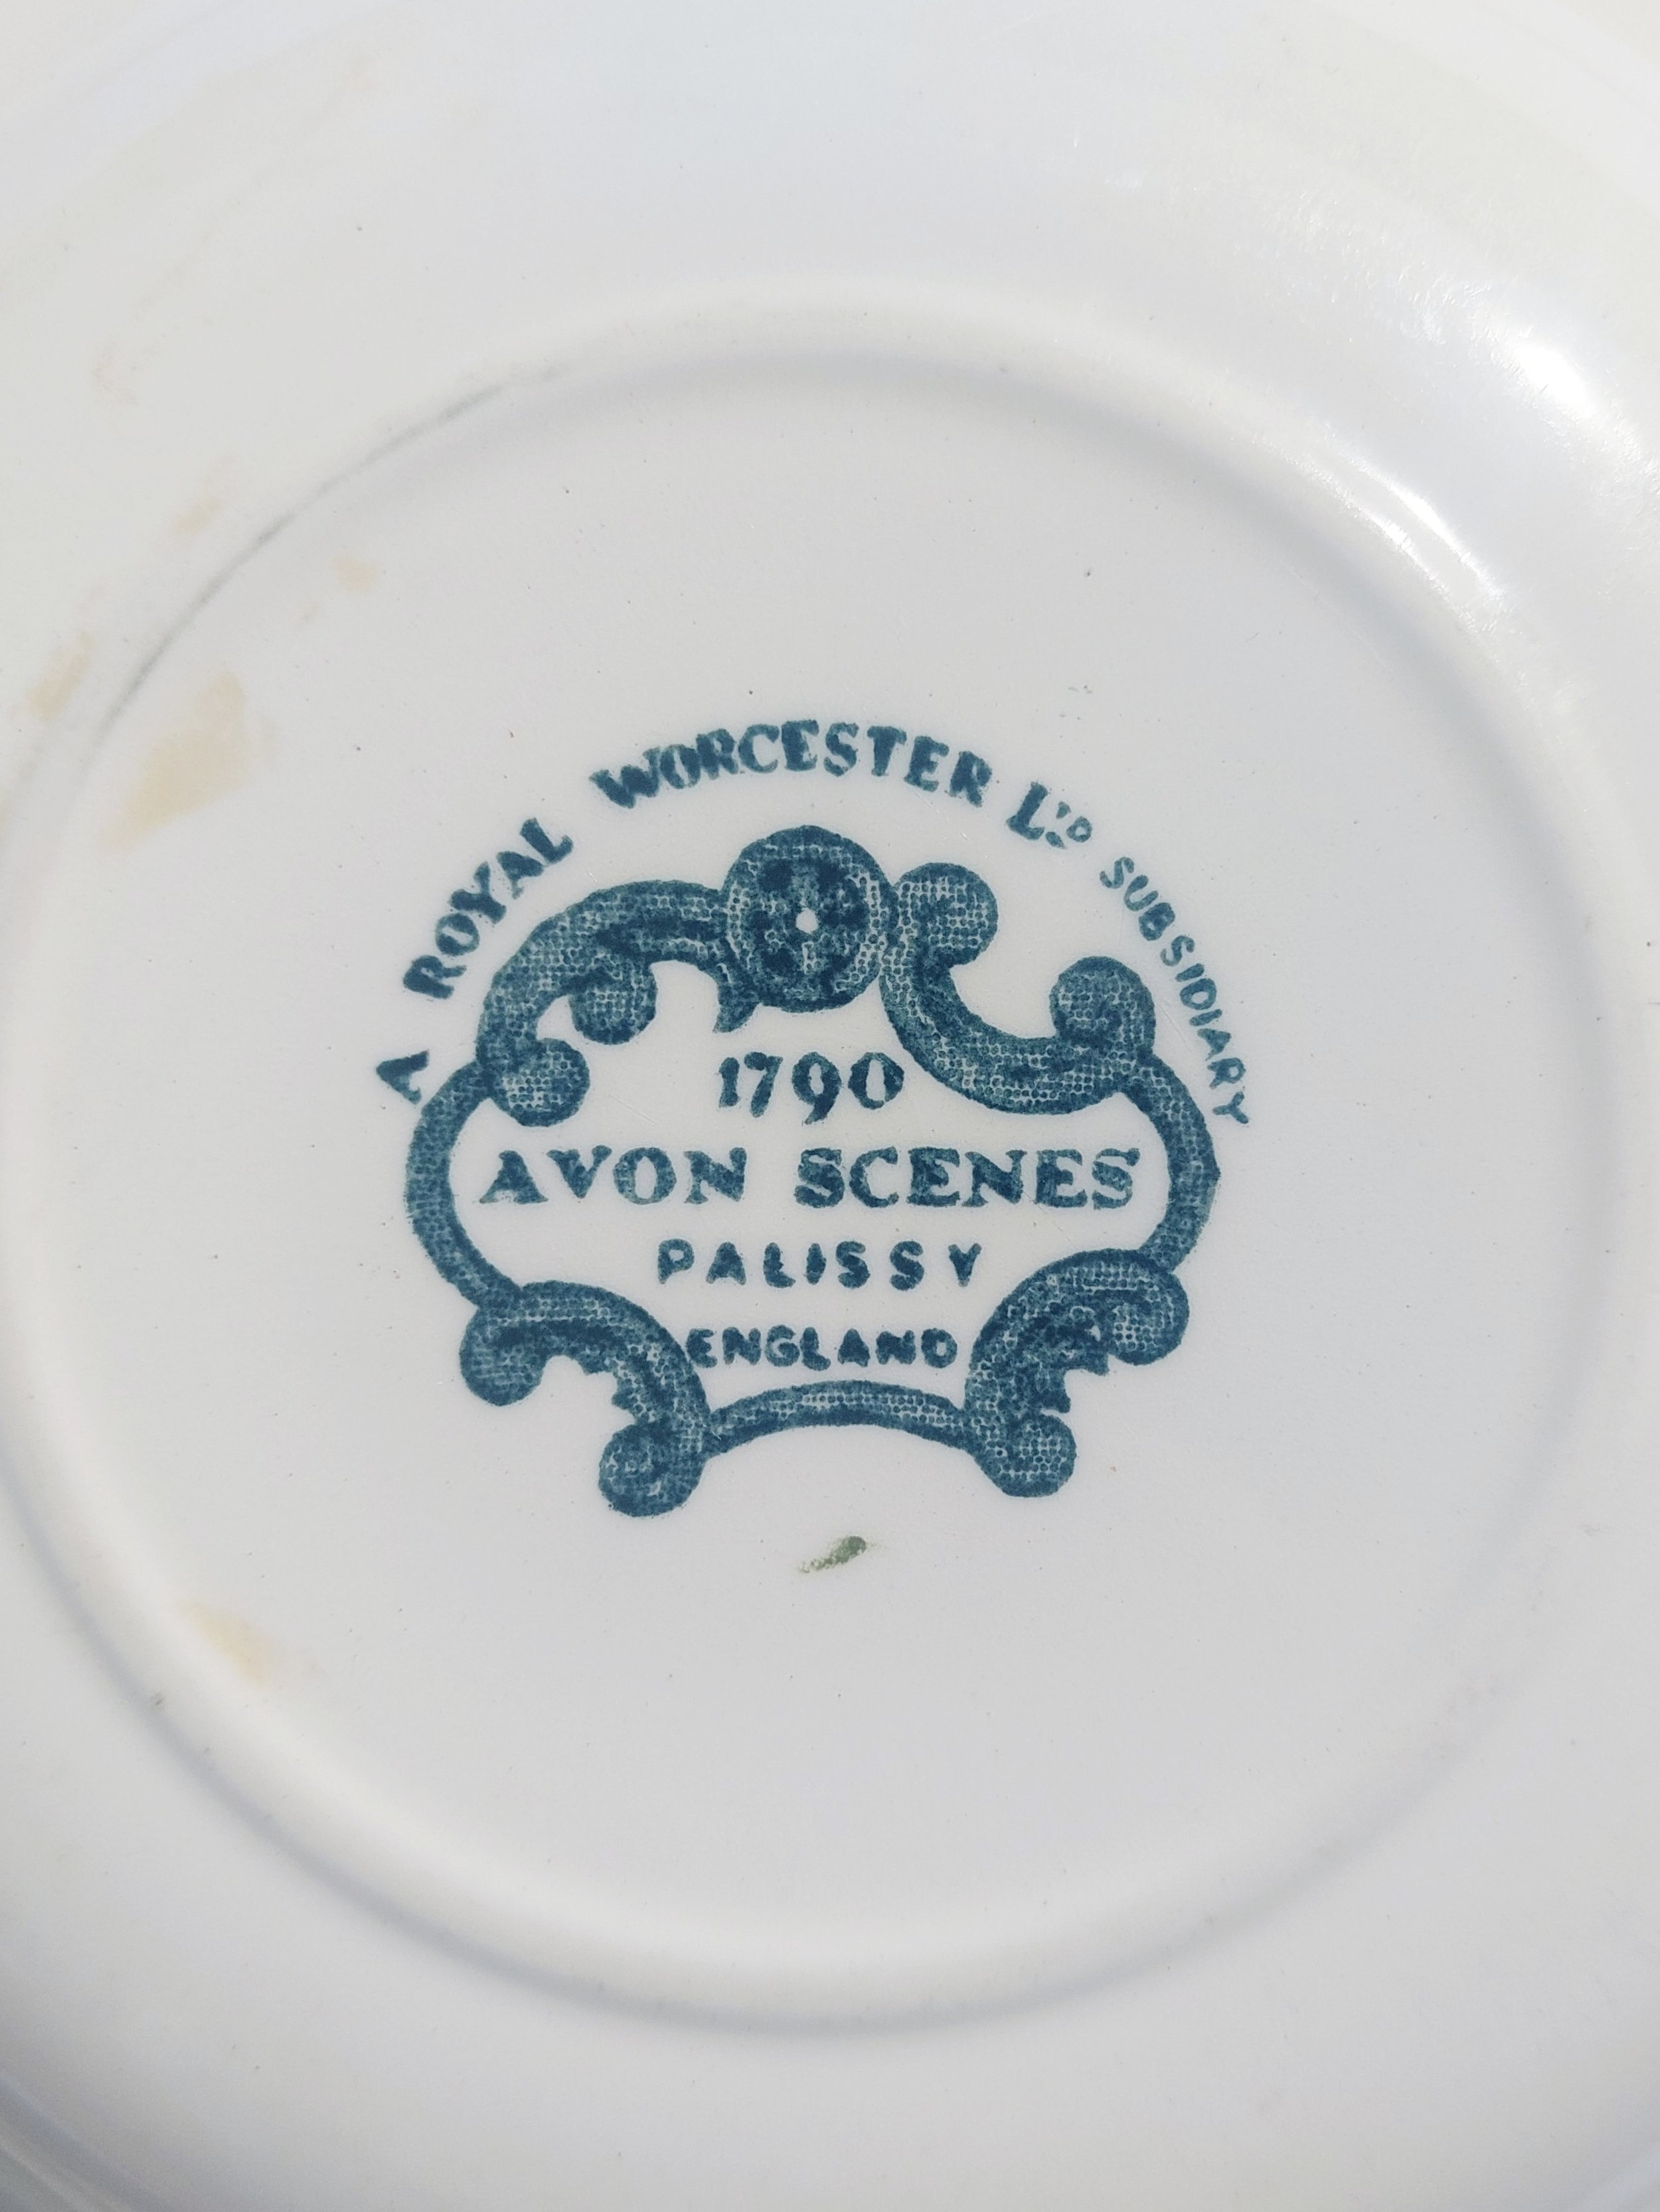 A ROYAL WORCESTER LTD SUBSIDIARY
1790
AVON SCENES
PALISSY
ENGLAND